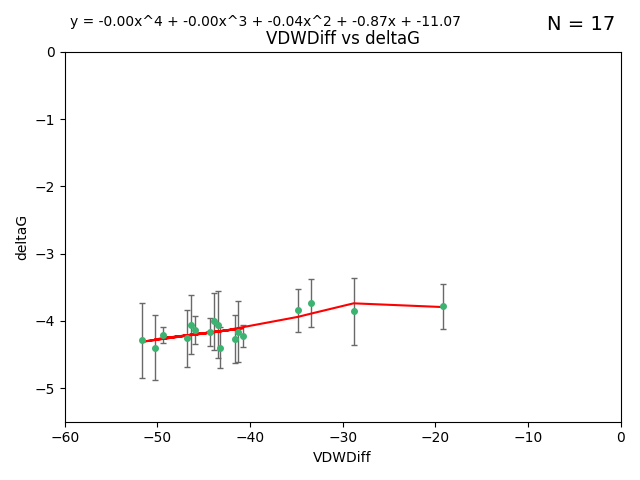 y = -0.00x^4 + -0.00x^3 + -0.04x^2 + -0.87x + -11.07
N = 17
VDWDiff vs deltaG
0
−1
−2
−3
−4
−5
deltaG
−60 −50 −40 −30 −20 −10 0
VDWDiff